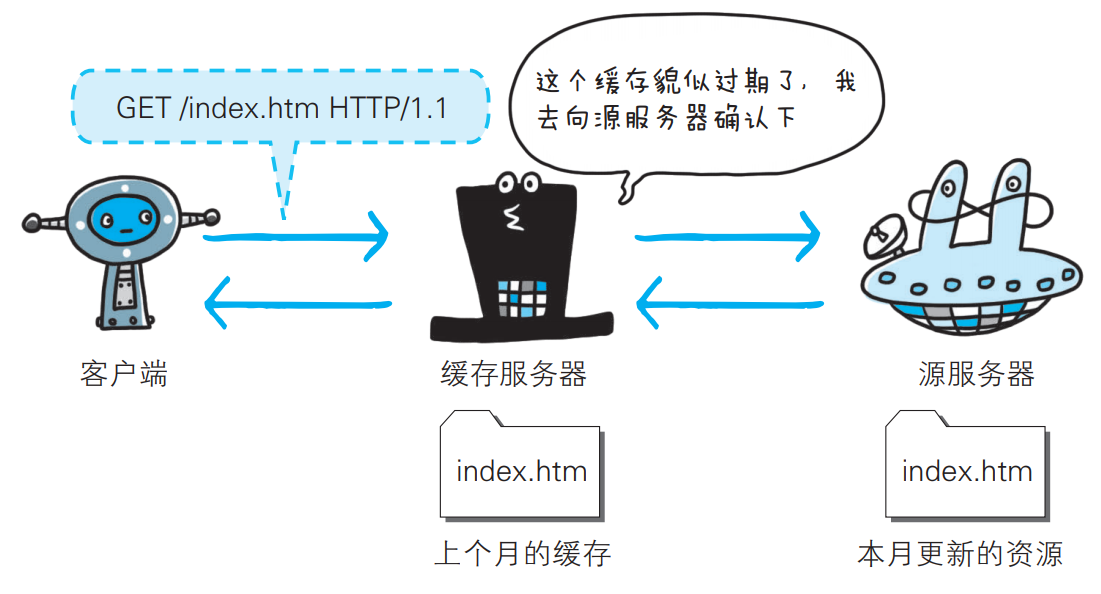 这个缓存貌似过期了，我
去向源服务器确认下
GET /index.htm HTTP/1.1
客户端
缓存服务器
源服务器
index.htm
index.htm
上个月的缓存
本月更新的资源